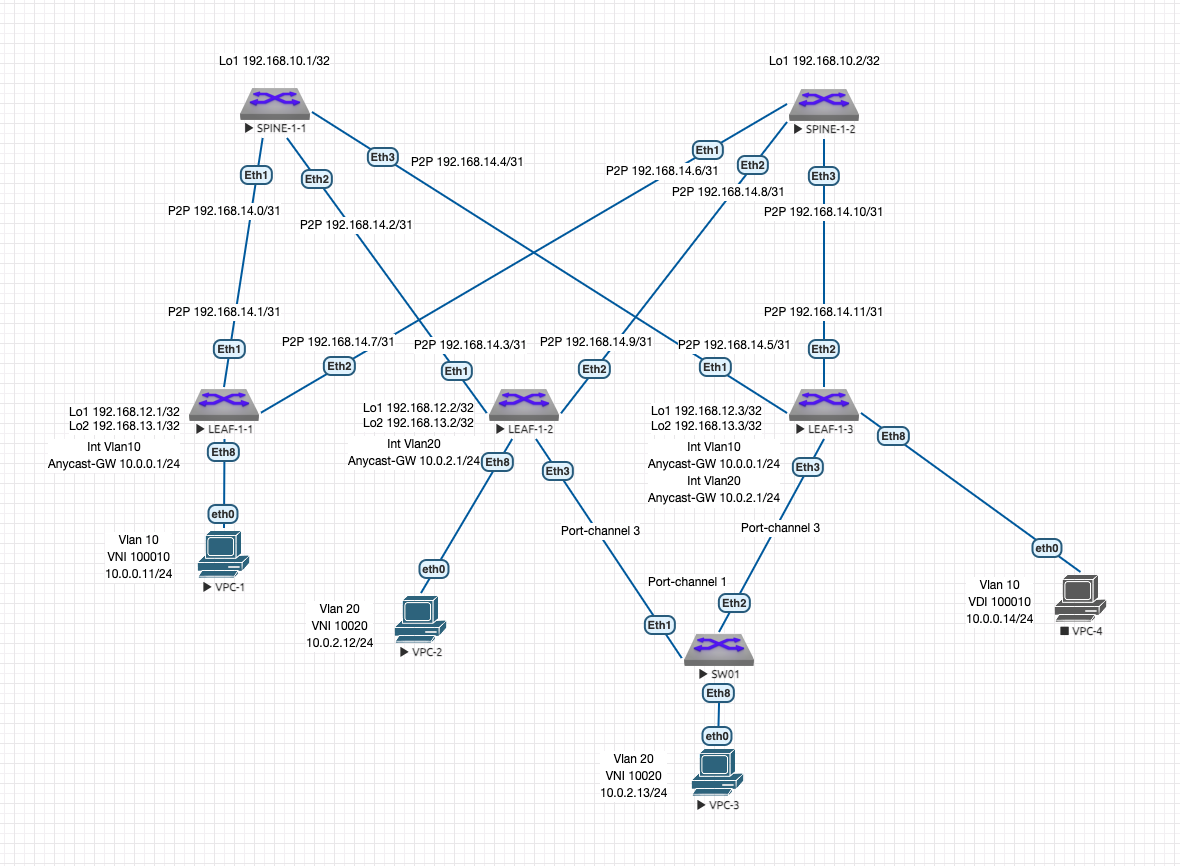 Lo1 192.168.10.1/32
Lo1 192.168.10.2/32
SPINE-1-1
SPINE-1-2
Eth3
P2P 192.168.14.4/31
Eth1
P2P 192.168.14.6/31
Eth2
P2P 192.168.14.8/31
Eth1
Eth2
Eth3
P2P 192.168.14.0/31
P2P 192.168.14.2/31
P2P 192.168.14.10/31
P2P 192.168.14.1/31
P2P 192.168.14.11/31
P2P 192.168.14.7/31
P2P 192.168.14.3/31
P2P 192.168.14.9/31
P2P 192.168.14.5/31
Eth1
Eth2
Eth1
Eth2
Eth1
Eth2
Lo1 192.168.12.1/32
Lo2 192.168.13.1/32
LEAF-1-1
Int Vlan10
Anycast-GW 10.0.0.1/24
Eth8
Lo1 192.168.12.2/32
Lo2 192.168.13.2/32
LEAF-1-2
Int Vlan20
Anycast-GW 10.0.2.1/24
Eth8
Eth3
Lo1 192.168.12.3/32
Lo2 192.168.13.3/32
LEAF-1-3
Int Vlan10
Anycast-GW 10.0.0.1/24
Int Vlan20
Anycast-GW 10.0.2.1/24
Eth3
Eth8
eth0
Vlan 10
VNI 100010
10.0.0.11/24
VPC-1
Port-channel 3
Port-channel 3
eth0
Vlan 20
VNI 10020
10.0.2.12/24
VPC-2
Port-channel 1
Eth2
Eth1
SW01
Eth8
eth0
Vlan 10
VDI 100010
10.0.0.14/24
VPC-4
eth0
Vlan 20
VNI 10020
10.0.2.13/24
VPC-3